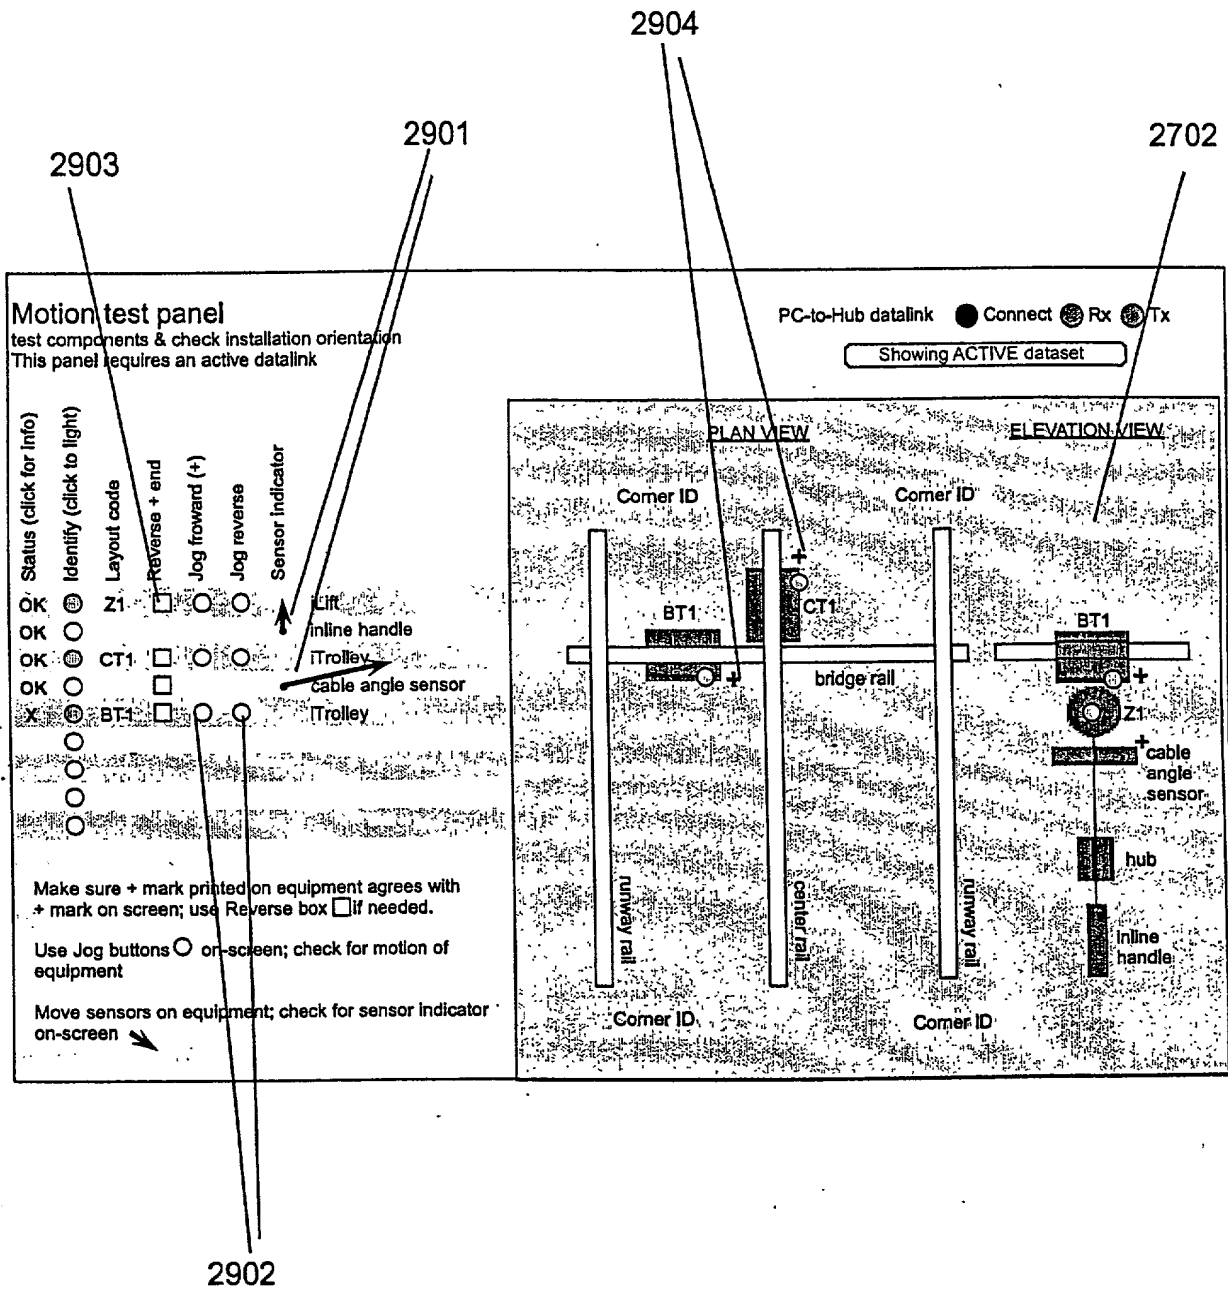 2904
2901
2903
2702
Motion test panel
test components & check installation orientation
This panel requires an active datalink
PC-to-Hub datalink Connect Rx Tx
Showing ACTIVE dataset
Status (click for info)
Identify (click to light)
Layout code
Reverse + end
Jog froward (+)
Jog reverse
Sensor indicator
OK Z1 iLift
OK inline handle
OK CT1 iTrolley
OK cable angle sensor
X BT1 iTrolley
Make sure + mark printed on equipment agrees with
+ mark on screen; use Reverse box if needed.
Use Jog buttons on-screen; check for motion of
equipment
Move sensors on equipment; check for sensor indicator
on-screen
PLAN VIEW
ELEVATION VIEW
Corner ID
Corner ID
+
CT1
BT1
+
bridge rail
runway rail
center rail
runway rail
Corner ID
Corner ID
BT1
+
Z1
+
cable
angle
sensor
hub
inline
handle
2902